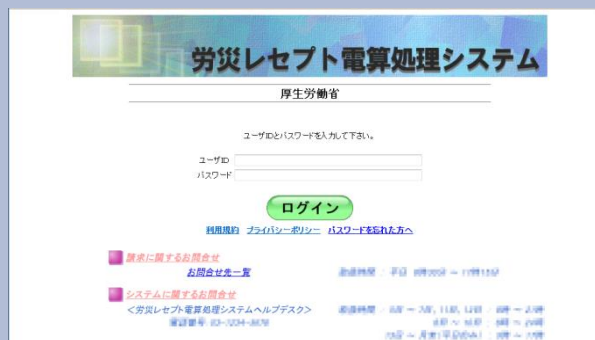 労災レセプト電算処理システム
厚生労働省
ユーザIDとパスワードを入力して下さい。
ユーザID
パスワード
ログイン
利用規約 プライバシーポリシー パスワードを忘れた方へ
請求に関するお問合せ
お問合せ先一覧
システムに関するお問合せ
＜労災レセプト電算処理システムヘルプデスク＞